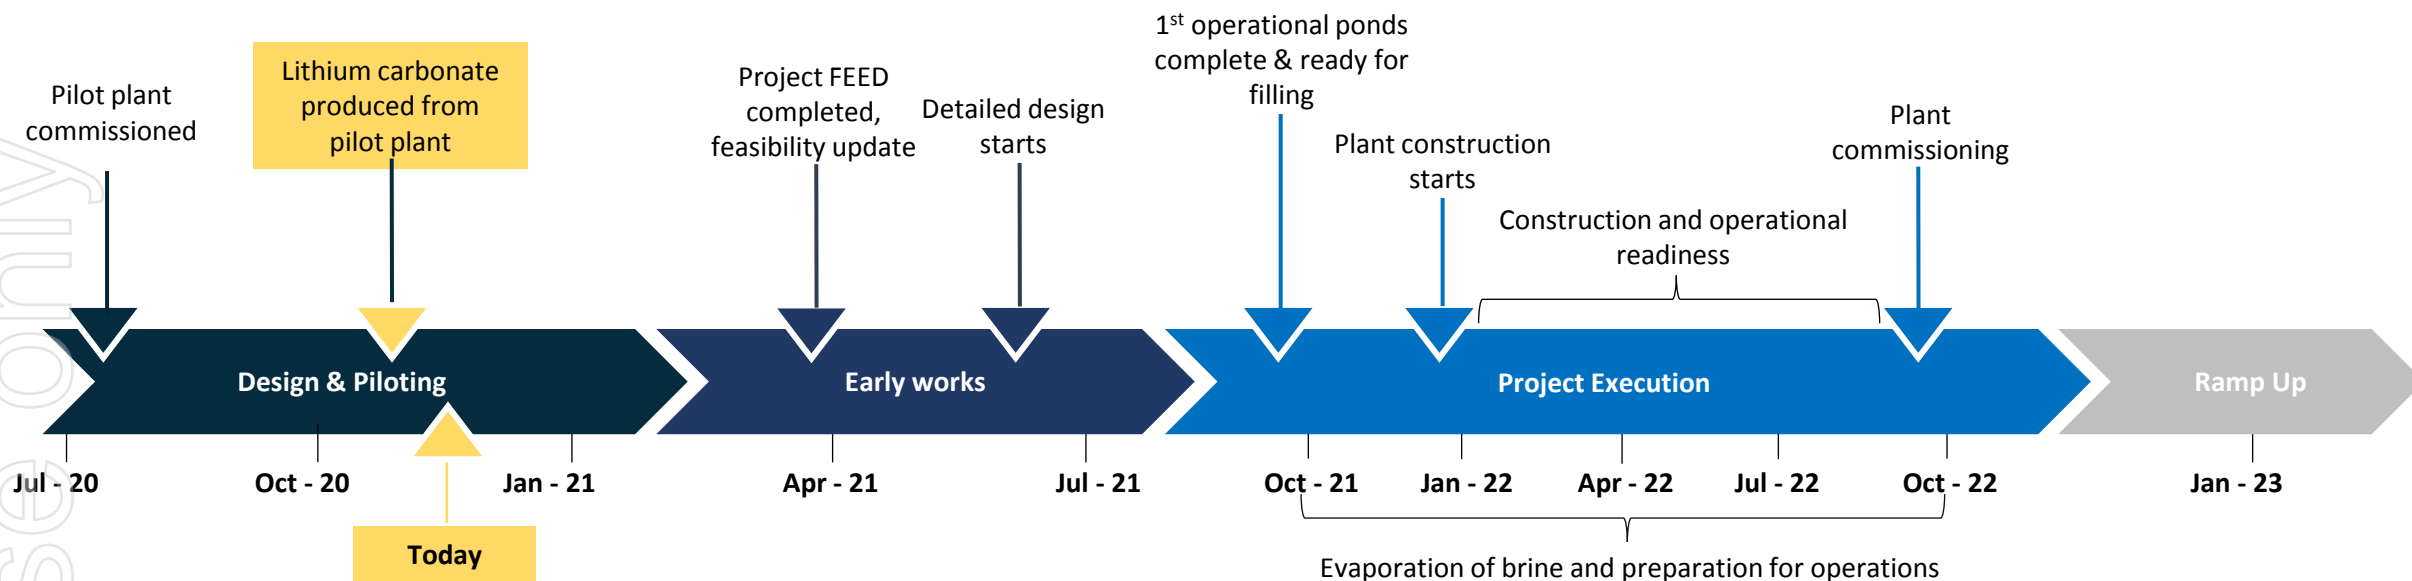 Pilot plant
commissioned
Lithium carbonate
produced from
pilot plant
Project FEED
completed,
feasibility update
Detailed design
starts
1st operational ponds
complete & ready for
filling
Plant construction
starts
Construction and operational
readiness
Plant
commissioning
Design & Piloting
Early works
Project Execution
Ramp Up
Jul - 20
Oct - 20
Jan - 21
Apr - 21
Jul - 21
Oct - 21
Jan - 22
Apr - 22
Jul - 22
Oct - 22
Jan - 23
Today
Evaporation of brine and preparation for operations
se only